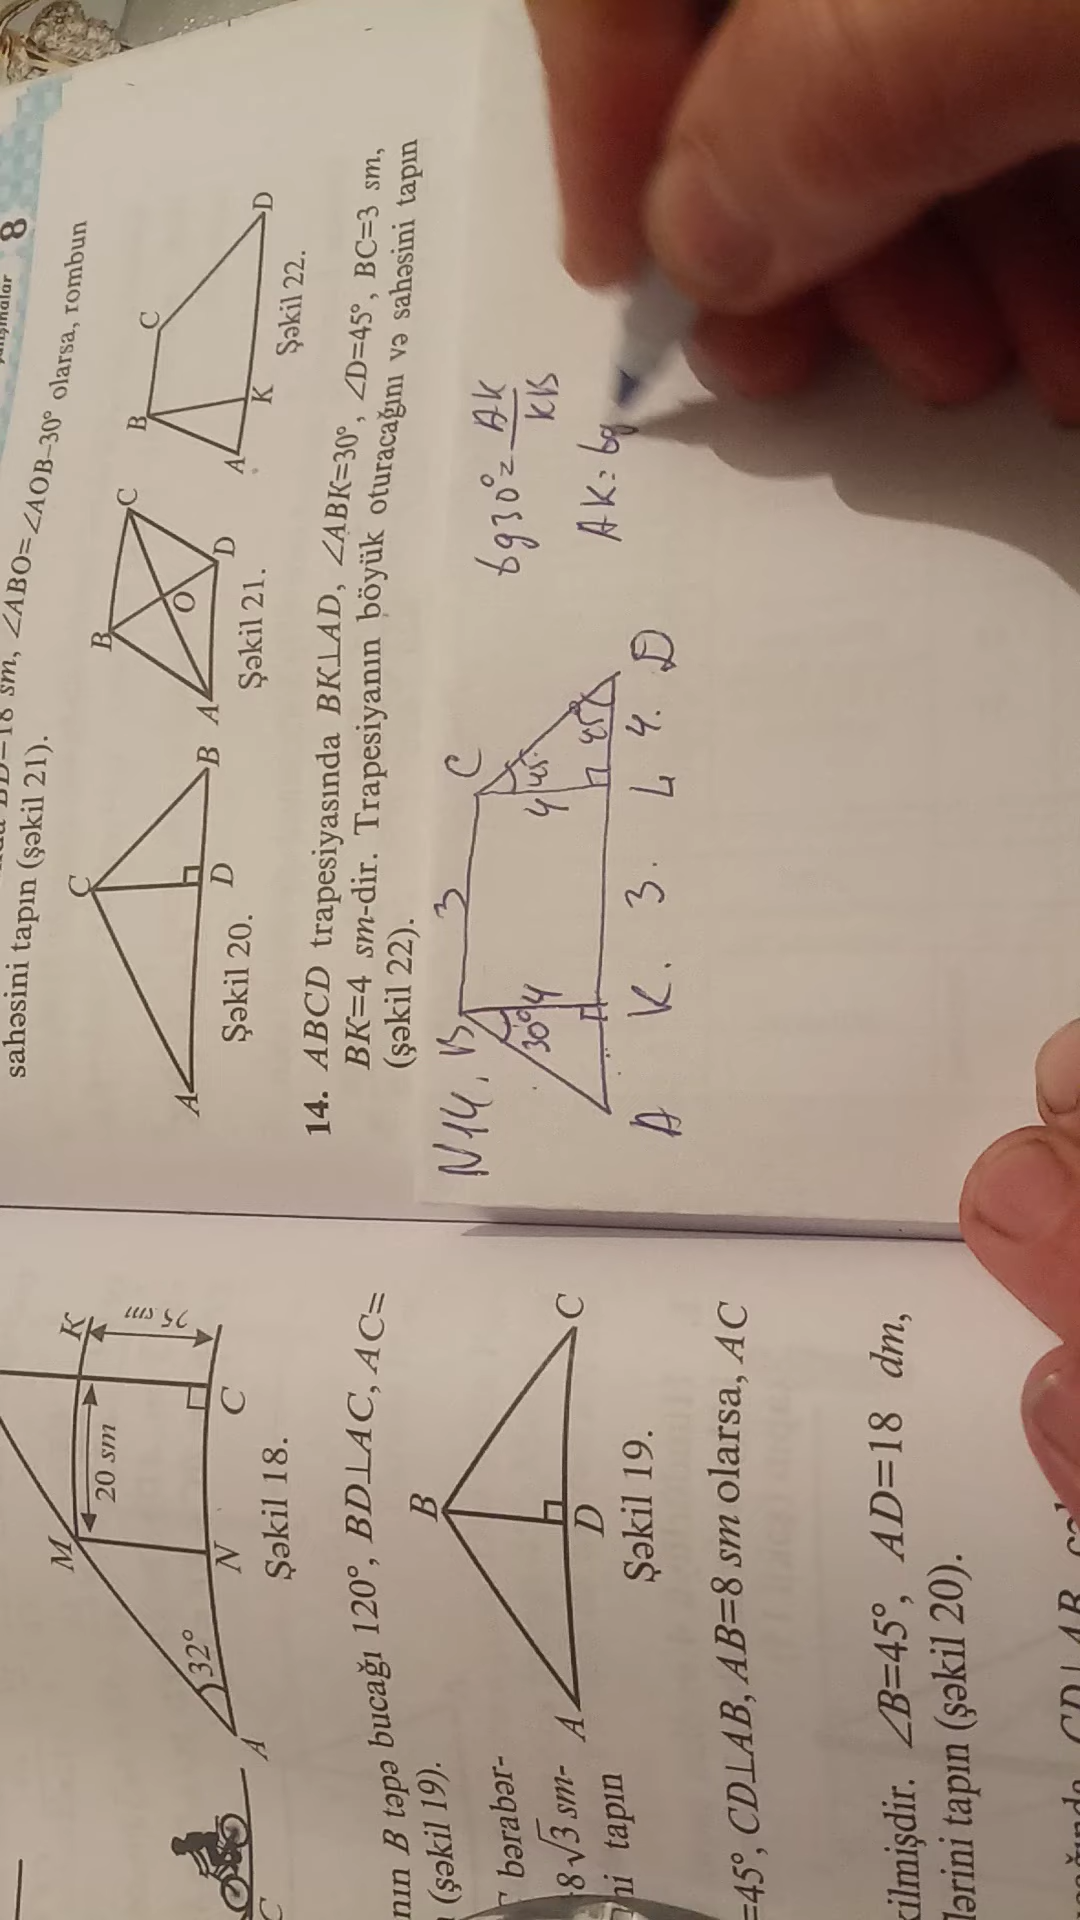 8
sm, ∠ABO=∠AOB=30° olarsa, rombun
sahəsini tapın (şəkil 21).
C
A
D
B
Şəkil 20.
B
C
O
A
D
Şəkil 21.
B
C
A
K
D
Şəkil 22.
14. ABCD trapesiyasında BK⊥AD, ∠ABK=30°, ∠D=45°, BC=3 sm,
BK=4 sm-dir. Trapesiyanın böyük oturacağını və sahəsini tapın
(şəkil 22).
N14.
B
3
C
30°
4
4
45°
45
A K. 3. L 4. D
tg30°= AK
KB
AK= tg
M
K
20 sm
25 sm
32°
A
N
C
Şəkil 18.
nın B təpə bucağı 120°, BD⊥AC, AC=
(şəkil 19).
bərabər-
8√3 sm-
ni tapın
B
A
D
C
Şəkil 19.
=45°, CD⊥AB, AB=8 sm olarsa, AC
kilmişdir. ∠B=45°, AD=18 dm,
lərini tapın (şəkil 20).
CD⊥AB